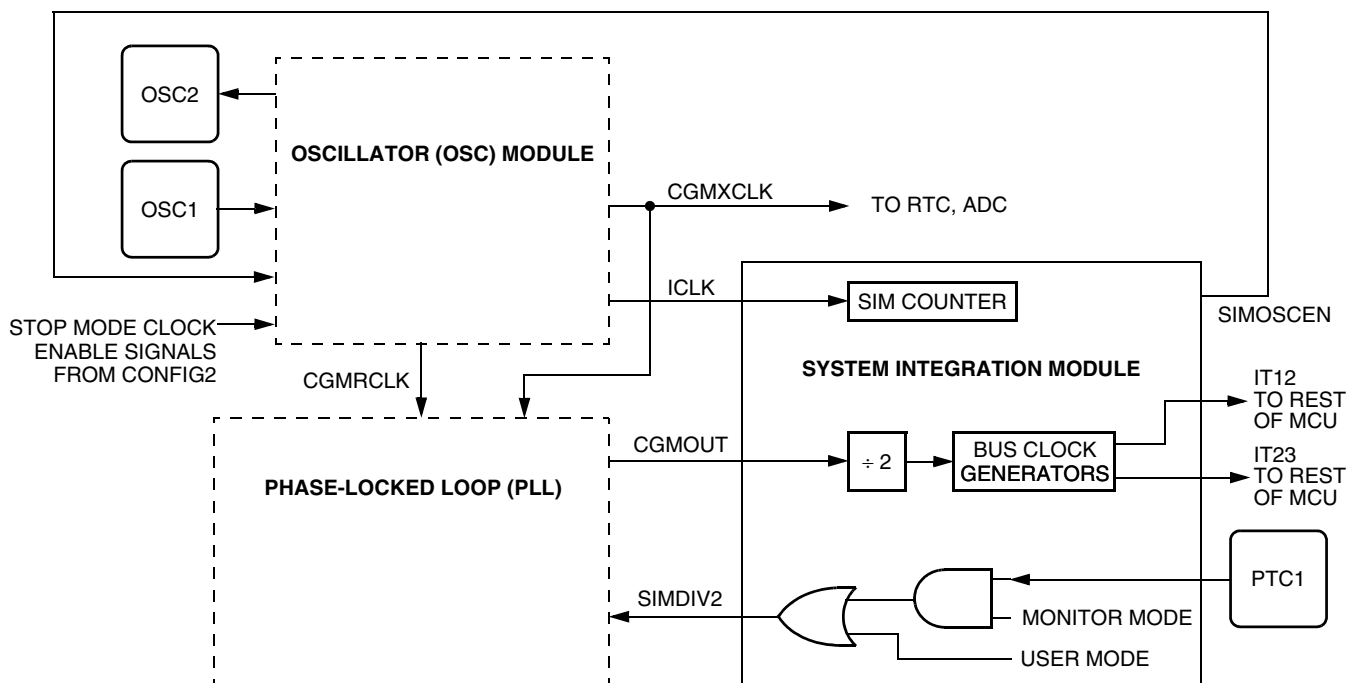 OSC2
OSCILLATOR (OSC) MODULE
OSC1
CGMXCLK
TO RTC, ADC
ICLK
SIM COUNTER
SIMOSCEN
STOP MODE CLOCK
ENABLE SIGNALS
FROM CONFIG2
CGMRCLK
SYSTEM INTEGRATION MODULE
IT12
TO REST
OF MCU
CGMOUT
÷ 2
BUS CLOCK
GENERATORS
IT23
TO REST
OF MCU
PHASE-LOCKED LOOP (PLL)
PTC1
SIMDIV2
MONITOR MODE
USER MODE